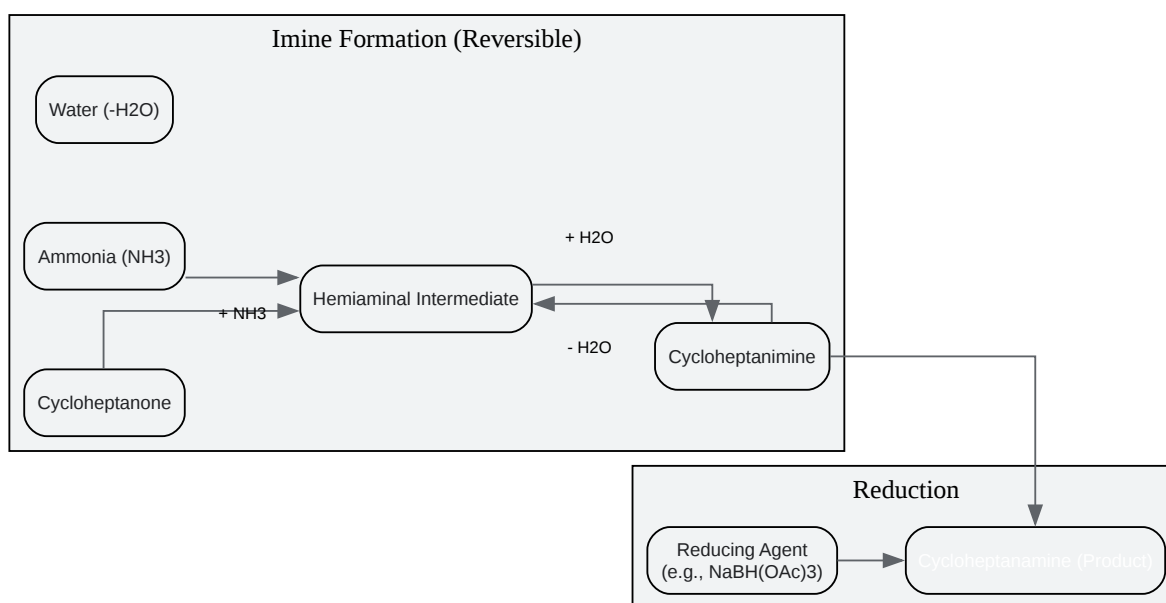 Imine Formation (Reversible)
Water (-H2O)
Ammonia (NH3)
+ H2O
Hemiaminal Intermediate
+ NH3
- H2O
Cycloheptanimine
Cycloheptanone
Reduction
Reducing Agent
(e.g., NaBH(OAc)3)
Cycloheptanamine (Product)